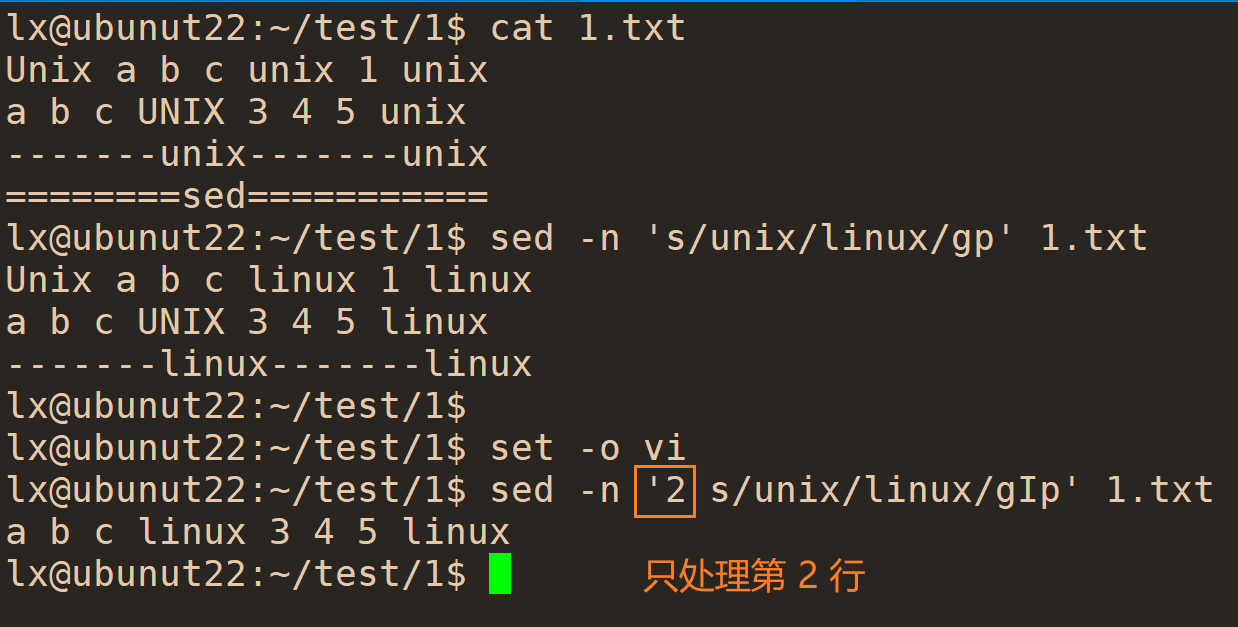 lx@ubunut22:~/test/1$ cat 1.txt
Unix a b c unix 1 unix
a b c UNIX 3 4 5 unix
-------unix-------unix
========sed===========
lx@ubunut22:~/test/1$ sed -n 's/unix/linux/gp' 1.txt
Unix a b c linux 1 linux
a b c UNIX 3 4 5 linux
-------linux-------linux
lx@ubunut22:~/test/1$
lx@ubunut22:~/test/1$ set -o vi
lx@ubunut22:~/test/1$ sed -n '2 s/unix/linux/gIp' 1.txt
a b c linux 3 4 5 linux
lx@ubunut22:~/test/1$
只处理第 2 行